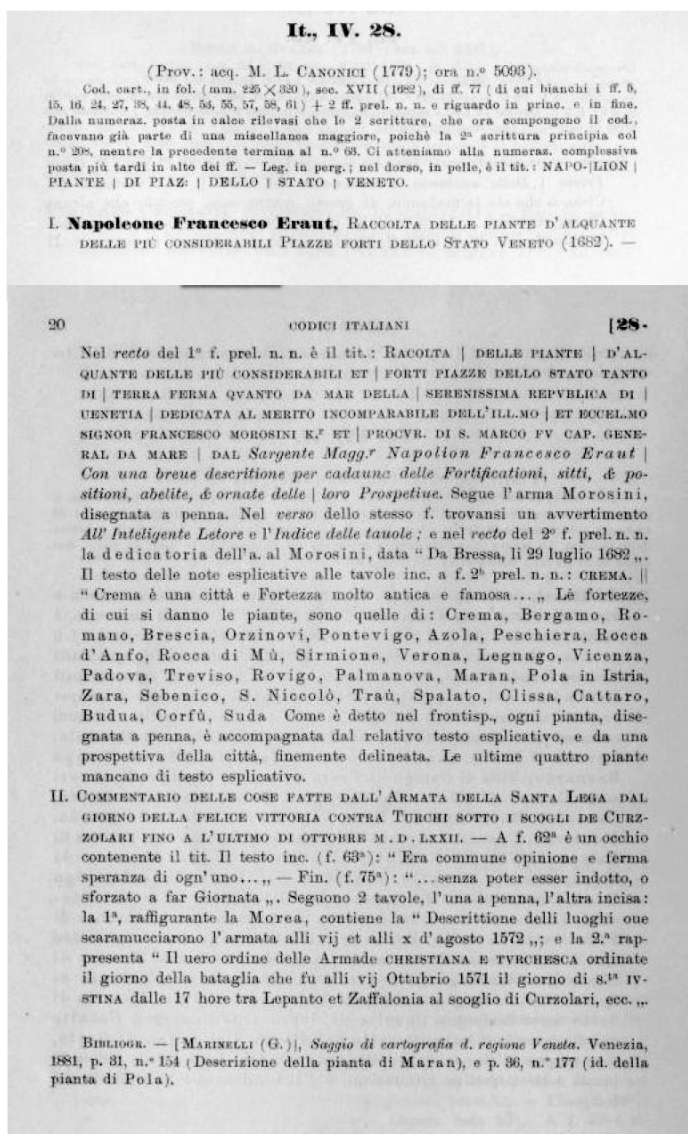 It., IV. 28.
(Prov.: acq. M. L. CANONICI (1779); ora n.º 5093).
Cod. cart., in fol. (mm. 225 × 320), sec. XVII (1682), di ff. 77 (di cui bianchi i ff. 5,
15, 16. 24, 27, 38, 44, 48, 53, 55, 57, 58, 61) + 2 ff. prel. n. n. e riguardo in princ. e in fine.
Dalla numeraz. posta in calce rilevasi che le 2 scritture, che ora compongono il cod.,
facevano già parte di una miscellanea maggiore, poichè la 2ª scrittura principia col
n.º 208, mentre la precedente termina al n.º 63. Ci atteniamo alla numeraz. complessiva
posta più tardi in alto dei ff. — Leg. in perg.; nel dorso, in pelle, è il tit.: NAPO-|LION |
PIANTE | DI PIAZ: | DELLO | STATO | VENETO.
I. Napoleone Francesco Eraut, RACCOLTA DELLE PIANTE D'ALQUANTE
DELLE PIÙ CONSIDERABILI PIAZZE FORTI DELLO STATO VENETO (1682). —
20 CODICI ITALIANI [28-
Nel recto del 1º f. prel. n. n. è il tit.: RACOLTA | DELLE PIANTE | D'AL-
QUANTE DELLE PIÙ CONSIDERABILI ET | FORTI PIAZZE DELLO STATO TANTO
DI | TERRA FERMA QVANTO DA MAR DELLA | SERENISSIMA REPVBLICA DI |
UENETIA | DEDICATA AL MERITO INCOMPARABILE DELL'ILL.MO | ET ECCEL.MO
SIGNOR FRANCESCO MOROSINI K.r ET | PROCVR. DI S. MARCO FV CAP. GENE-
RAL DA MARE | DAL Sargente Magg.r Napolion Francesco Eraut |
Con una breue descritione per cadauna delle Fortificationi, sitti, & po-
sitioni, abelite, & ornate delle | loro Prospetiue. Segue l'arma Morosini,
disegnata a penna. Nel verso dello stesso f. trovansi un avvertimento
All' Inteligente Letore e l'Indice delle tauole; e nel recto del 2º f. prel. n. n.
la dedicatoria dell'a. al Morosini, data “ Da Bressa, li 29 luglio 1682 „.
Il testo delle note esplicative alle tavole inc. a f. 2ᵇ prel. n. n.: CREMA. ||
“ Crema è una città e Fortezza molto antica e famosa... „ Lė fortezze,
di cui si danno le piante, sono quelle di: Crema, Bergamo, Ro-
mano, Brescia, Orzinovi, Pontevigo, Azola, Peschiera, Rocca
d'Anfo, Rocca di Mù, Sirmione, Verona, Legnago, Vicenza,
Padova, Treviso, Rovigo, Palmanova, Maran, Pola in Istria,
Zara, Sebenico, S. Niccolò, Traù, Spalato, Clissa, Cattaro,
Budua, Corfù, Suda Come è detto nel frontisp., ogni pianta, dise-
gnata a penna, è accompagnata dal relativo testo esplicativo, e da una
prospettiva della città, finemente delineata. Le ultime quattro piante
mancano di testo esplicativo.
II. COMMENTARIO DELLE COSE FATTE DALL'ARMATA DELLA SANTA LEGA DAL
GIORNO DELLA FELICE VITTORIA CONTRA TURCHI SOTTO I SCOGLI DE CURZ-
ZOLARI FINO A L'ULTIMO DI OTTOBRE M.D.LXXII. — A f. 62ª è un occhio
contenente il tit. Il testo inc. (f. 63ª): “ Era commune opinione e ferma
speranza di ogn'uno... „ — Fin. (f. 75ª): “ ...senza poter esser indotto, o
sforzato a far Giornata „. Seguono 2 tavole, l'una a penna, l'altra incisa:
la 1ª, raffigurante la Morea, contiene la “ Descrittione delli luoghi oue
scaramucciarono l'armata alli vij et alli x d'agosto 1572 „; e la 2.ª rap-
presenta “ Il uero ordine delle Armade CHRISTIANA E TVRCHESCA ordinate
il giorno della bataglia che fu alli vij Ottubrio 1571 il giorno di s.ta IV-
STINA dalle 17 hore tra Lepanto et Zaffalonia al scoglio di Curzolari, ecc. „.
BIBLIOGR. — [MARINELLI (G.)], Saggio di cartografia d. regione Veneta. Venezia,
1881, p. 31, n.º 154 (Descrizione della pianta di Maran), e p. 36, n.º 177 (id. della
pianta di Pola).